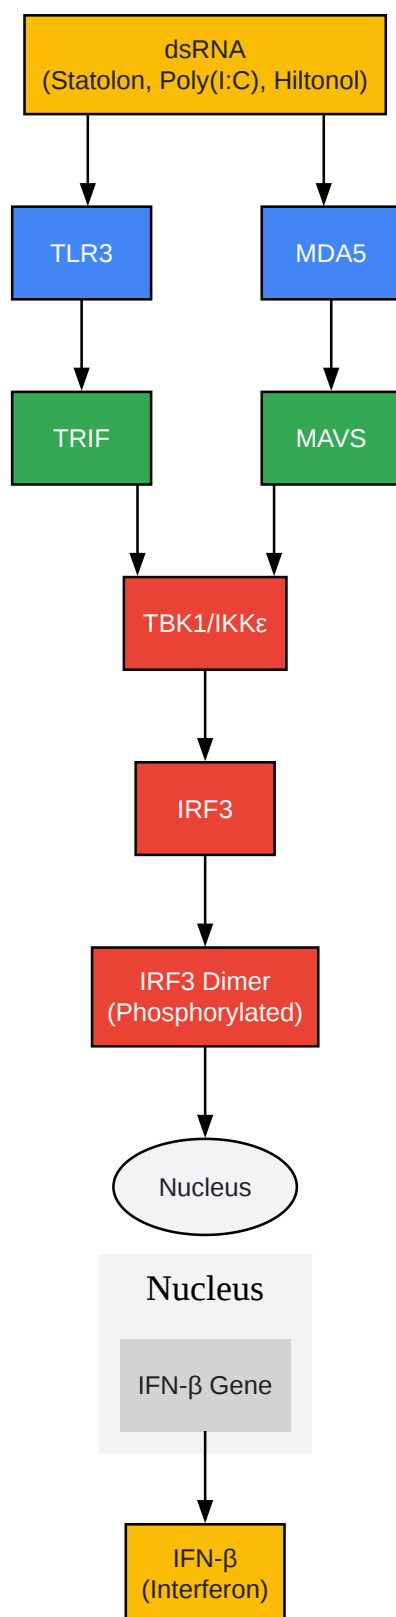 dsRNA
(Statolon, Poly(I:C), Hiltonol)
TLR3
MDA5
TRIF
MAVS
TBK1/IKKε
IRF3
IRF3 Dimer
(Phosphorylated)
Nucleus
Nucleus
IFN-β Gene
IFN-β
(Interferon)